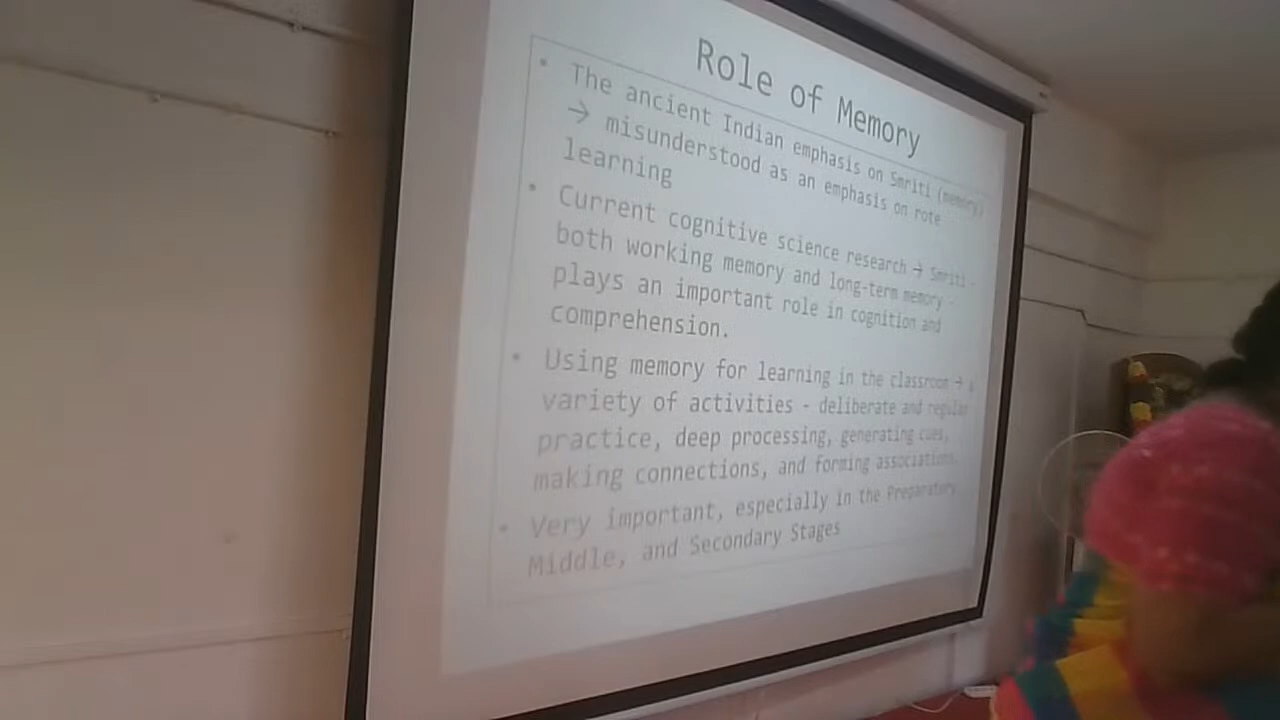 Role of Memory
• The ancient Indian emphasis on Smriti (memory)
→ misunderstood as an emphasis on rote
learning
• Current cognitive science research → Smriti -
both working memory and long-term memory -
plays an important role in cognition and
comprehension.
• Using memory for learning in the classroom →
variety of activities - deliberate and regular
practice, deep processing, generating cues,
making connections, and forming associations.
• Very important, especially in the Preparatory
Middle, and Secondary Stages